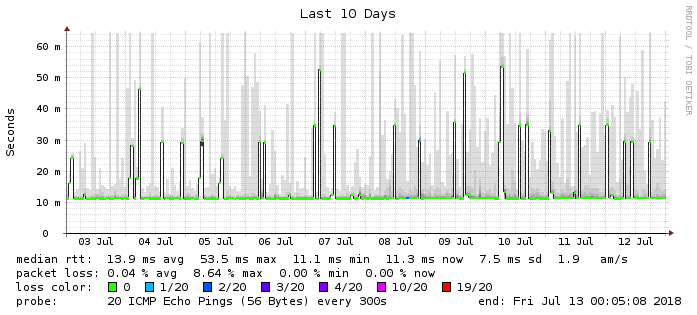 Last 10 Days
RRDTOOL / TOBI OETIKER
Seconds
60 m
50 m
40 m
30 m
20 m
10 m
0
03 Jul 04 Jul 05 Jul 06 Jul 07 Jul 08 Jul 09 Jul 10 Jul 11 Jul 12 Jul
median rtt: 13.9 ms avg 53.5 ms max 11.1 ms min 11.3 ms now 7.5 ms sd 1.9 am/s
packet loss: 0.04 % avg 8.64 % max 0.00 % min 0.00 % now
loss color: 0 1/20 2/20 3/20 4/20 10/20 19/20
probe: 20 ICMP Echo Pings (56 Bytes) every 300s end: Fri Jul 13 00:05:08 2018